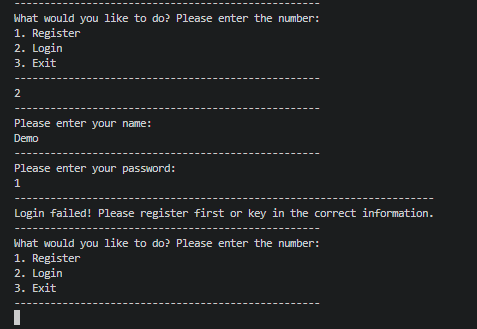 ---------------------------------------------------
What would you like to do? Please enter the number:
1. Register
2. Login
3. Exit
---------------------------------------------------
2
---------------------------------------------------
Please enter your name:
Demo
---------------------------------------------------
Please enter your password:
1
----------------------------------------------------------------------
Login failed! Please register first or key in the correct information.
---------------------------------------------------
What would you like to do? Please enter the number:
1. Register
2. Login
3. Exit
---------------------------------------------------